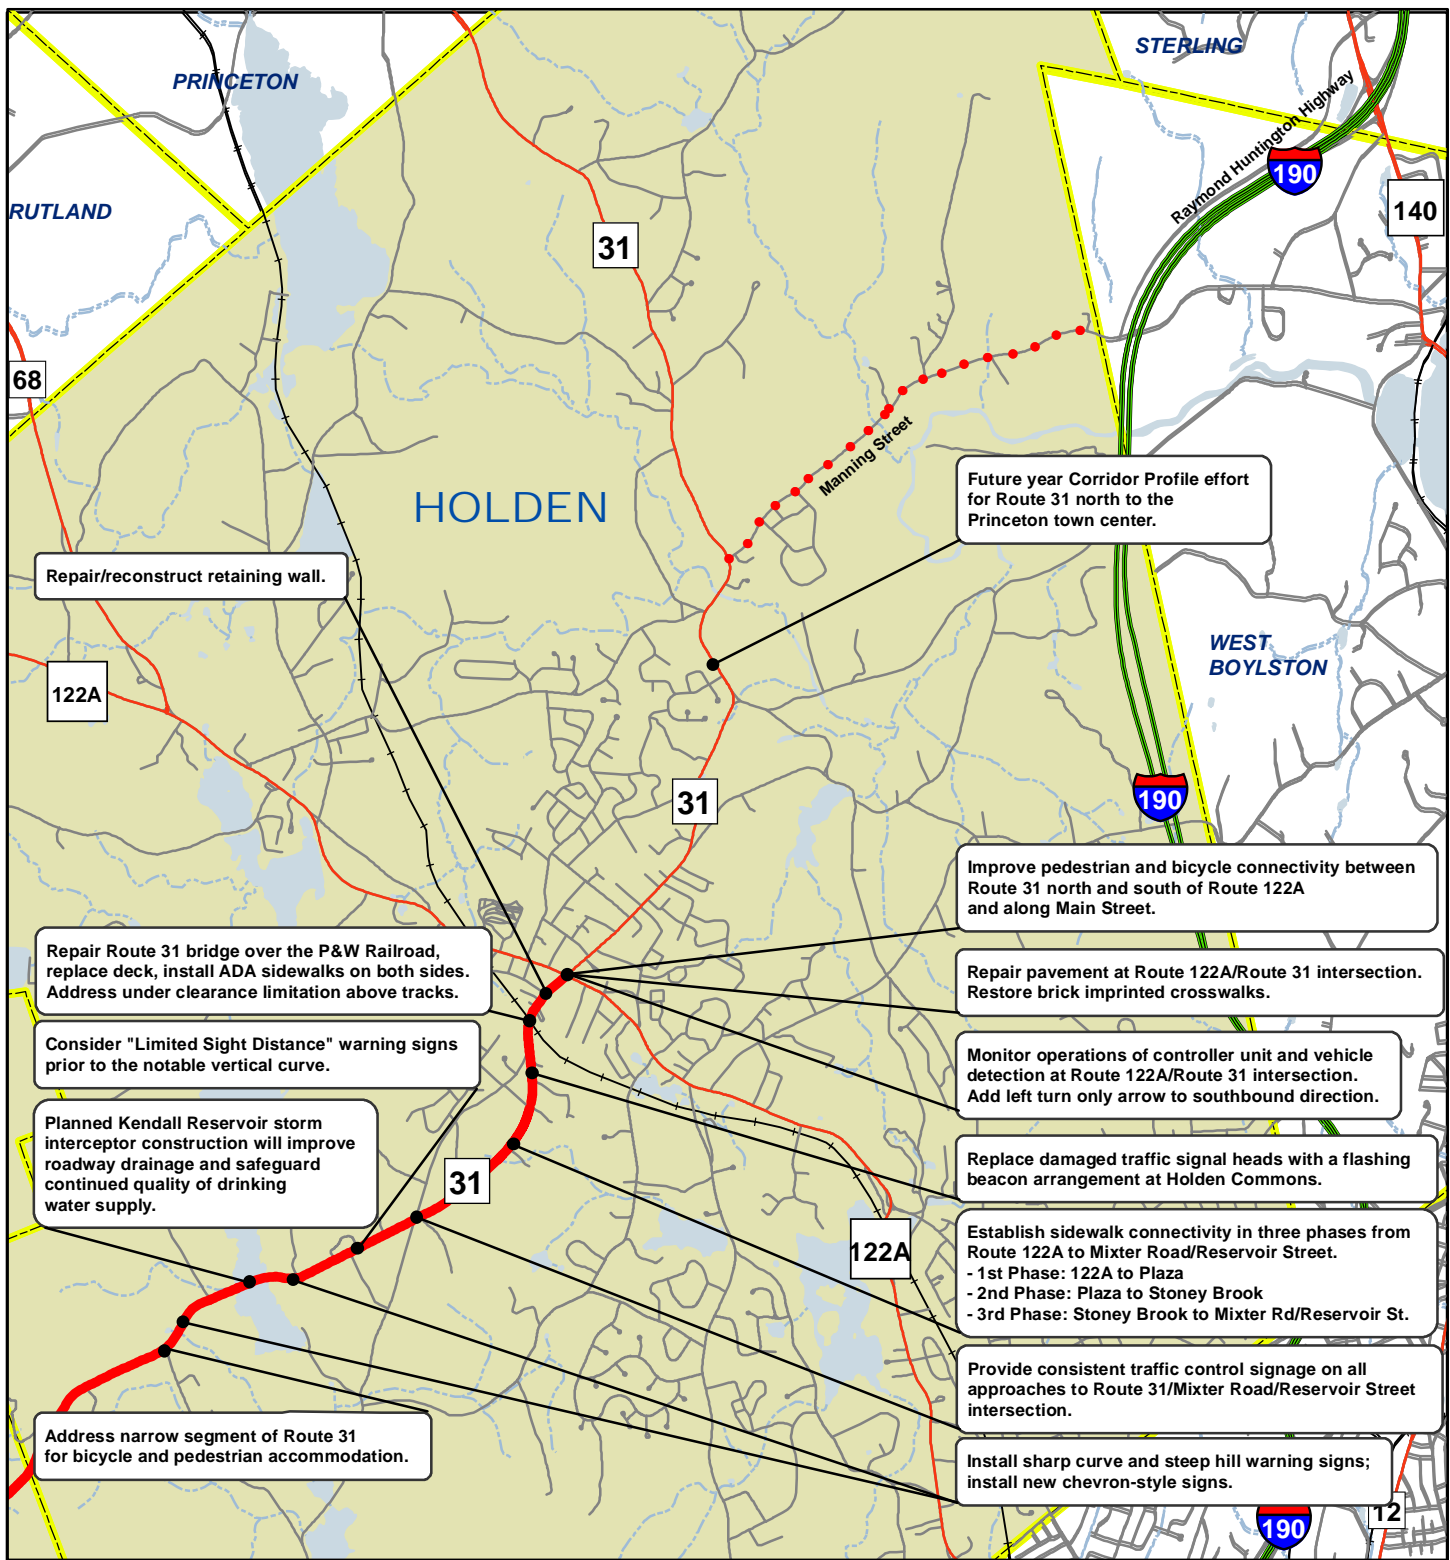 STERLING
PRINCETON
Raymond Huntington Highway
190
140
RUTLAND
31
68
Manning Street
HOLDEN
Future year Corridor Profile effort
for Route 31 north to the
Princeton town center.
Repair/reconstruct retaining wall.
WEST
BOYLSTON
122A
31
190
Improve pedestrian and bicycle connectivity between
Route 31 north and south of Route 122A
and along Main Street.
Repair Route 31 bridge over the P&W Railroad,
replace deck, install ADA sidewalks on both sides.
Address under clearance limitation above tracks.
Repair pavement at Route 122A/Route 31 intersection.
Restore brick imprinted crosswalks.
Consider "Limited Sight Distance" warning signs
prior to the notable vertical curve.
Monitor operations of controller unit and vehicle
detection at Route 122A/Route 31 intersection.
Add left turn only arrow to southbound direction.
Planned Kendall Reservoir storm
interceptor construction will improve
roadway drainage and safeguard
continued quality of drinking
water supply.
Replace damaged traffic signal heads with a flashing
beacon arrangement at Holden Commons.
31
122A
Establish sidewalk connectivity in three phases from
Route 122A to Mixter Road/Reservoir Street.
- 1st Phase: 122A to Plaza
- 2nd Phase: Plaza to Stoney Brook
- 3rd Phase: Stoney Brook to Mixter Rd/Reservoir St.
Provide consistent traffic control signage on all
approaches to Route 31/Mixter Road/Reservoir Street
intersection.
Address narrow segment of Route 31
for bicycle and pedestrian accommodation.
Install sharp curve and steep hill warning signs;
install new chevron-style signs.
190
12